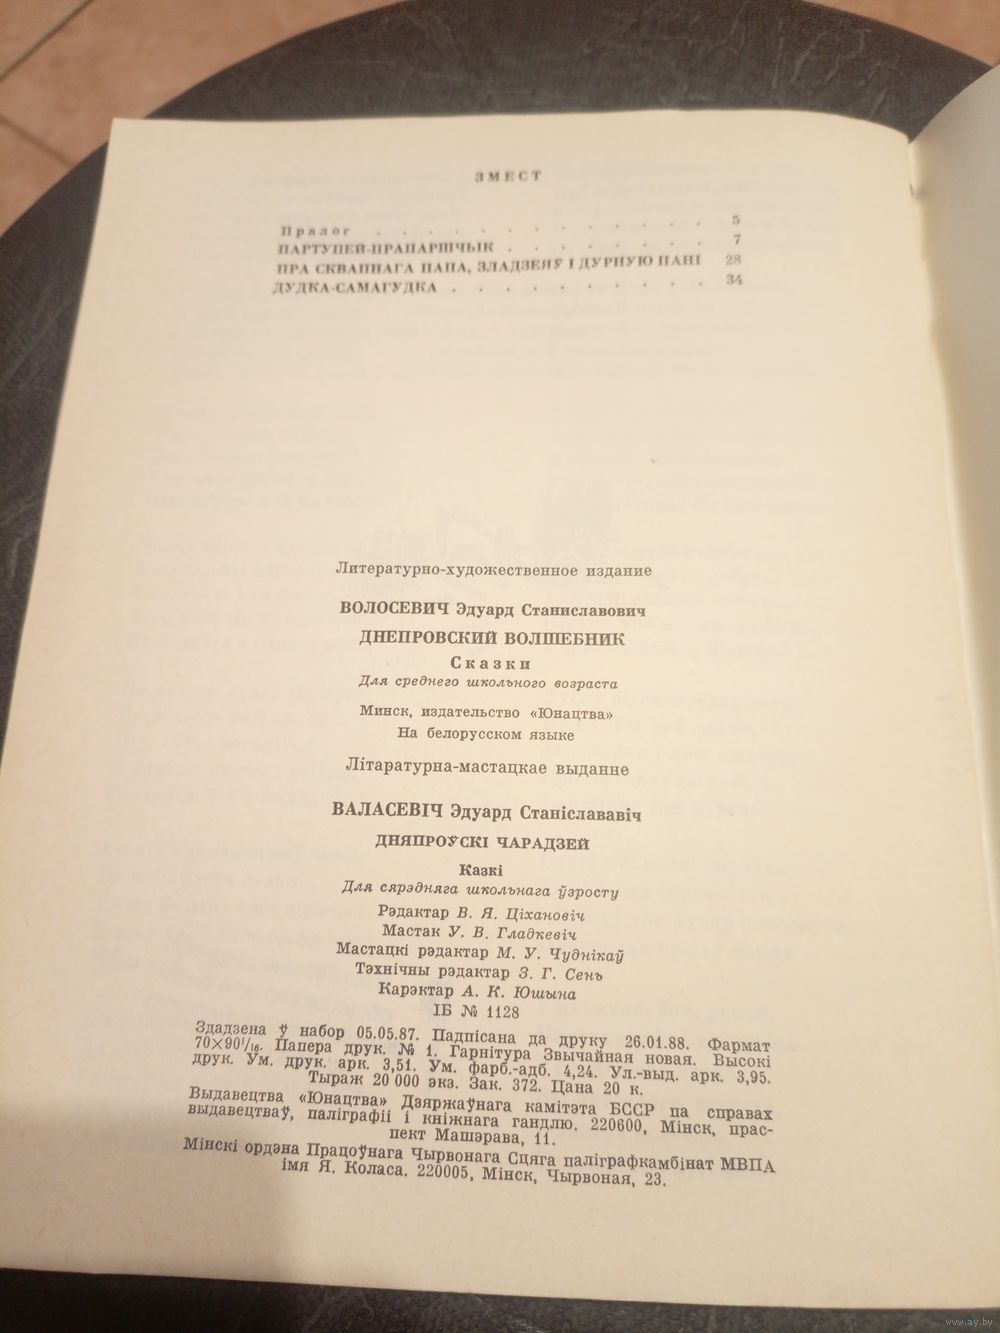 ЗМЕСТ
Пралог . . . . . . . . . . . . . 5
ПАРТУПЕЙ-ПРАПАРШЧЫК . . . . . . . . 7
ПРА СКВАПНАГА ПАПА, ЗЛАДЗЕЯЎ І ДУРНУЮ ПАНІ 28
ДУДКА-САМАГУДКА . . . . . . . . . . . 34
Литературно-художественное издание
ВОЛОСЕВИЧ Эдуард Станиславович
ДНЕПРОВСКИЙ ВОЛШЕБНИК
Сказки
Для среднего школьного возраста
Минск, издательство «Юнацтва»
На белорусском языке
Літаратурна-мастацкае выданне
ВАЛАСЕВІЧ Эдуард Станіслававіч
ДНЯПРОЎСКІ ЧАРАДЗЕЙ
Казкі
Для сярэдняга школьнага ўзросту
Рэдактар В. Я. Ціхановіч
Мастак У. В. Гладкевіч
Мастацкі рэдактар М. У. Чуднікаў
Тэхнічны рэдактар З. Г. Сень
Карэктар А. К. Юшына
ІБ № 1128
Здадзена ў набор 05.05.87. Падпісана да друку 26.01.88. Фармат
70×90¹/₁₆. Папера друк. № 1. Гарнітура Звычайная новая. Высокі
друк. Ум. друк. арк. 3,51. Ум. фарб.-адб. 4,24. Ул.-выд. арк. 3,95.
Тыраж 20 000 экз. Зак. 372. Цана 20 к.
Выдавецтва «Юнацтва» Дзяржаўнага камітэта БССР па справах
выдавецтваў, паліграфіі і кніжнага гандлю. 220600, Мінск, прас-
пект Машэрава, 11.
Мінскі ордэна Працоўнага Чырвонага Сцяга паліграфкамбінат МВПА
імя Я. Коласа. 220005, Мінск, Чырвоная, 23.
www.ay.by